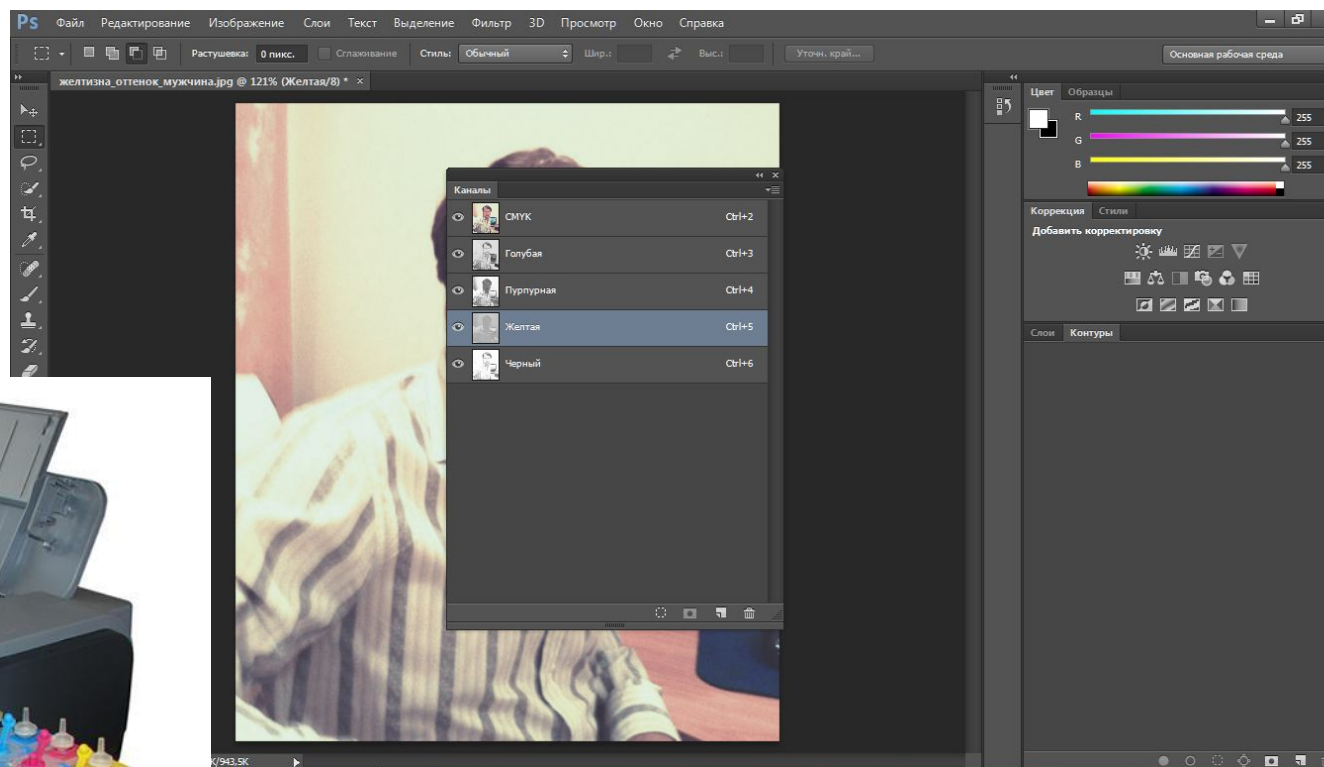 Ps Файл Редактирование Изображение Слои Текст Выделение Фильтр 3D Просмотр Окно Справка
Растушевка: 0 пикс. Сглаживание Стиль: Обычный Шир.: Выс.: Уточн. край... Основная рабочая среда
желтизна_оттенок_мужчина.jpg @ 121% (Желтая/8) * ×
Цвет Образцы
R 255
G 255
B 255
Каналы
CMYK Ctrl+2
Голубая Ctrl+3
Пурпурная Ctrl+4
Желтая Ctrl+5
Черный Ctrl+6
Коррекция Стили
Добавить корректировку
Слои Контуры
K/943,5K